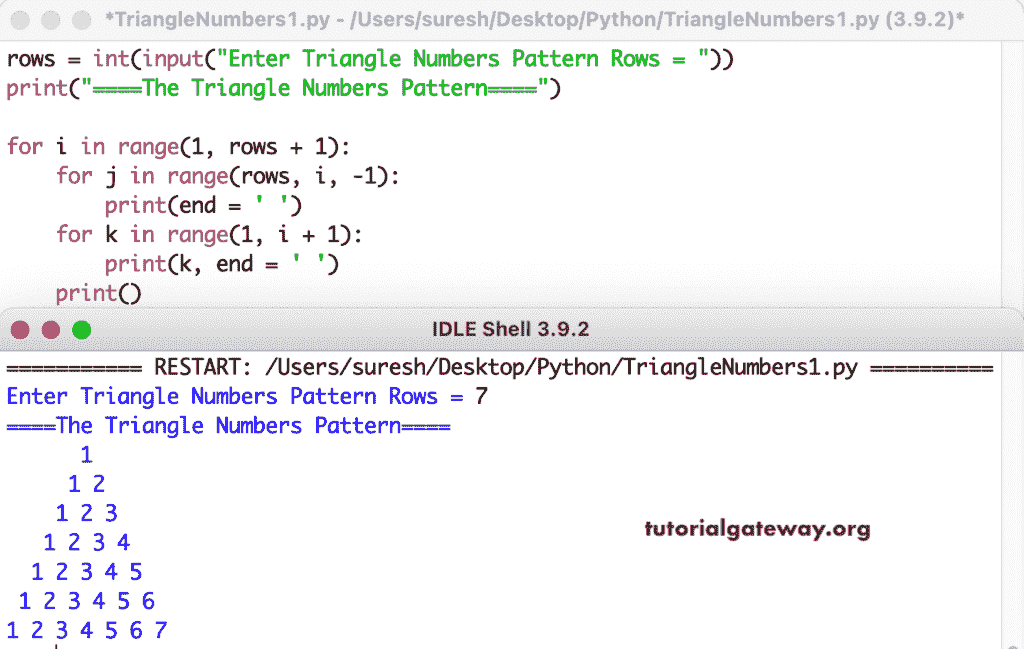 *TriangleNumbers1.py - /Users/suresh/Desktop/Python/TriangleNumbers1.py (3.9.2)*
rows = int(input("Enter Triangle Numbers Pattern Rows = "))
print("====The Triangle Numbers Pattern====")

for i in range(1, rows + 1):
    for j in range(rows, i, -1):
        print(end = ' ')
    for k in range(1, i + 1):
        print(k, end = ' ')
    print()
IDLE Shell 3.9.2
=========== RESTART: /Users/suresh/Desktop/Python/TriangleNumbers1.py ==========
Enter Triangle Numbers Pattern Rows = 7
====The Triangle Numbers Pattern====
      1
     1 2
    1 2 3
tutorialgateway.org
   1 2 3 4
  1 2 3 4 5
 1 2 3 4 5 6
1 2 3 4 5 6 7